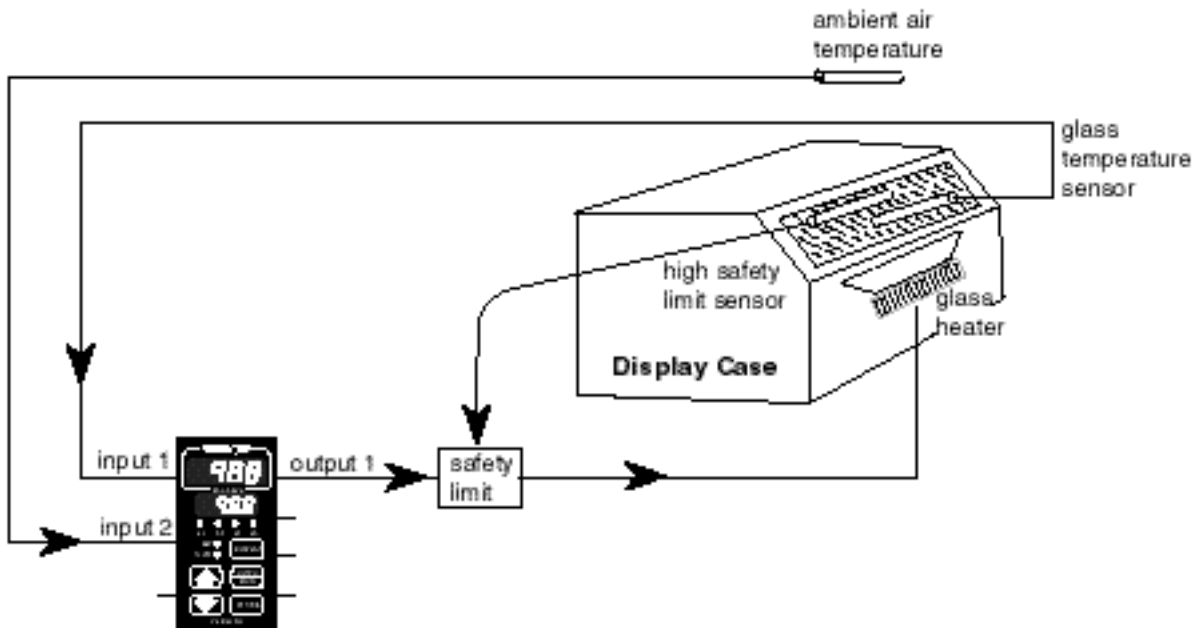 ambient air
temperature
glass
temperature
sensor
high safety
limit sensor
glass
heater
Display Case
input 1
output 1
safety
limit
input 2